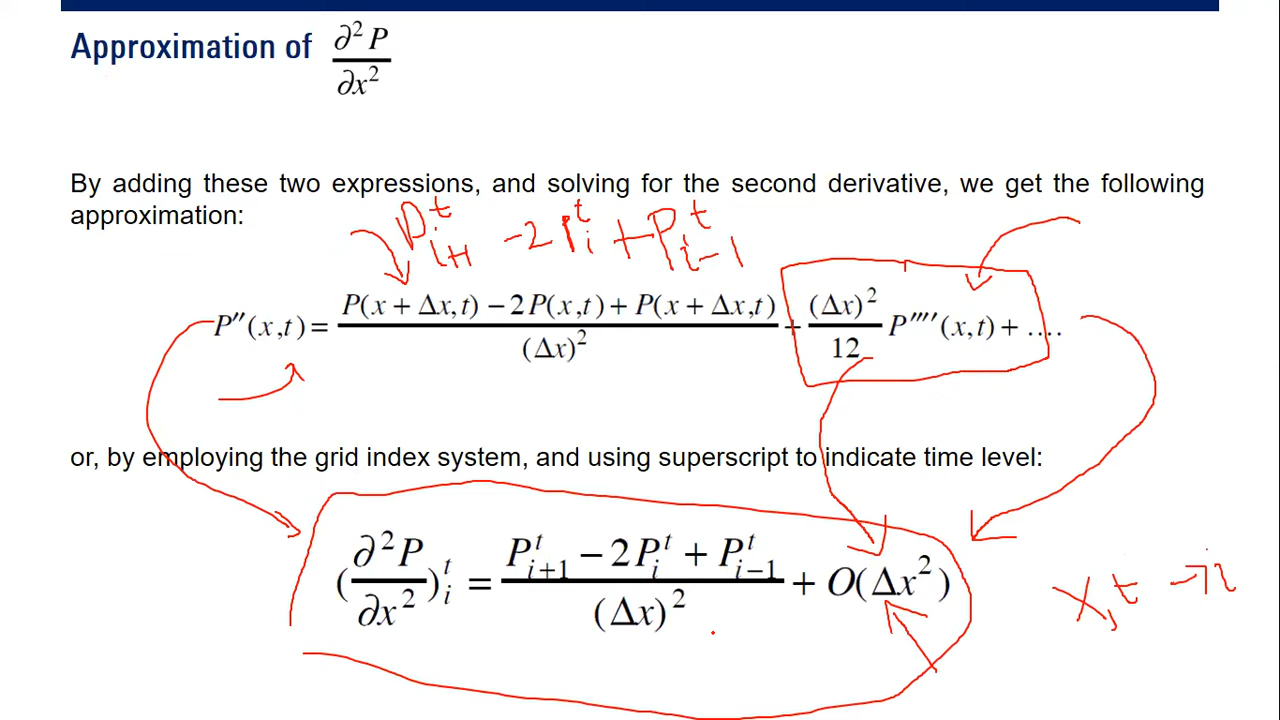 Approximation of ∂²P/∂x²
By adding these two expressions, and solving for the second derivative, we get the following
approximation:
P^t_{i+1} -2P^t_i + P^t_{i-1}
P''(x,t) = (P(x + Δx, t) − 2P(x,t) + P(x + Δx,t))/(Δx)² + (Δx)²/12 P''''(x,t) + ....
or, by employing the grid index system, and using superscript to indicate time level:
(∂²P/∂x²)^t_i = (P^t_{i+1} − 2P^t_i + P^t_{i−1})/(Δx)² + O(Δx²)
x,t → i